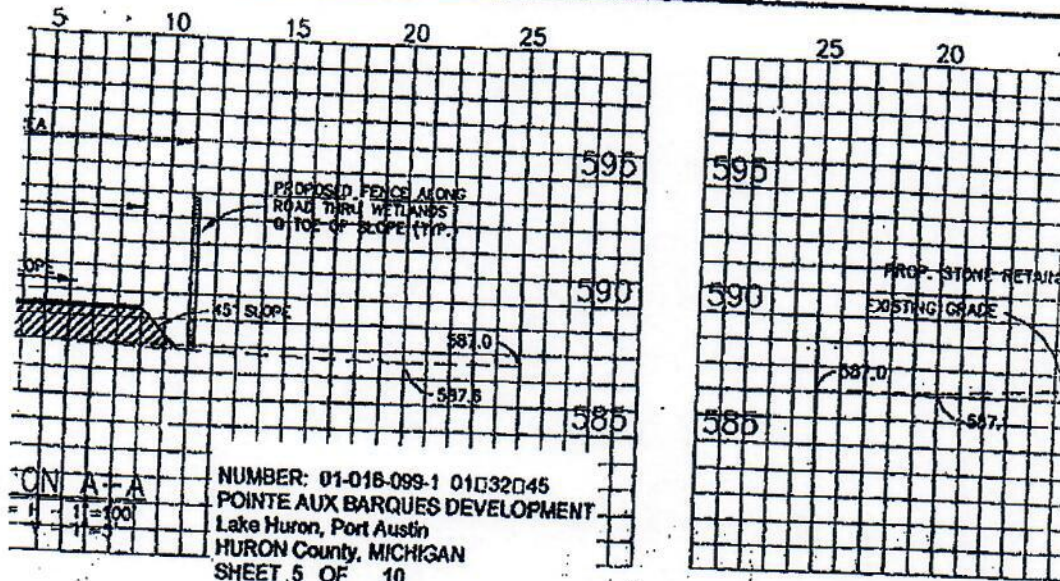 5
10
15
20
25
595
PROPOSED FENCE ALONG
ROAD THRU WETLANDS
@ TOE OF SLOPE (TYP.)
590
45° SLOPE
587.0
587.5
585
ON A-A
NUMBER: 01-016-099-1 01□32□45
POINTE AUX BARQUES DEVELOPMENT
Lake Huron, Port Austin
HURON County, MICHIGAN
SHEET 5 OF 10
25
20
595
PROP. STONE RETAIN
590
EXISTING GRADE
587.0
587.
585